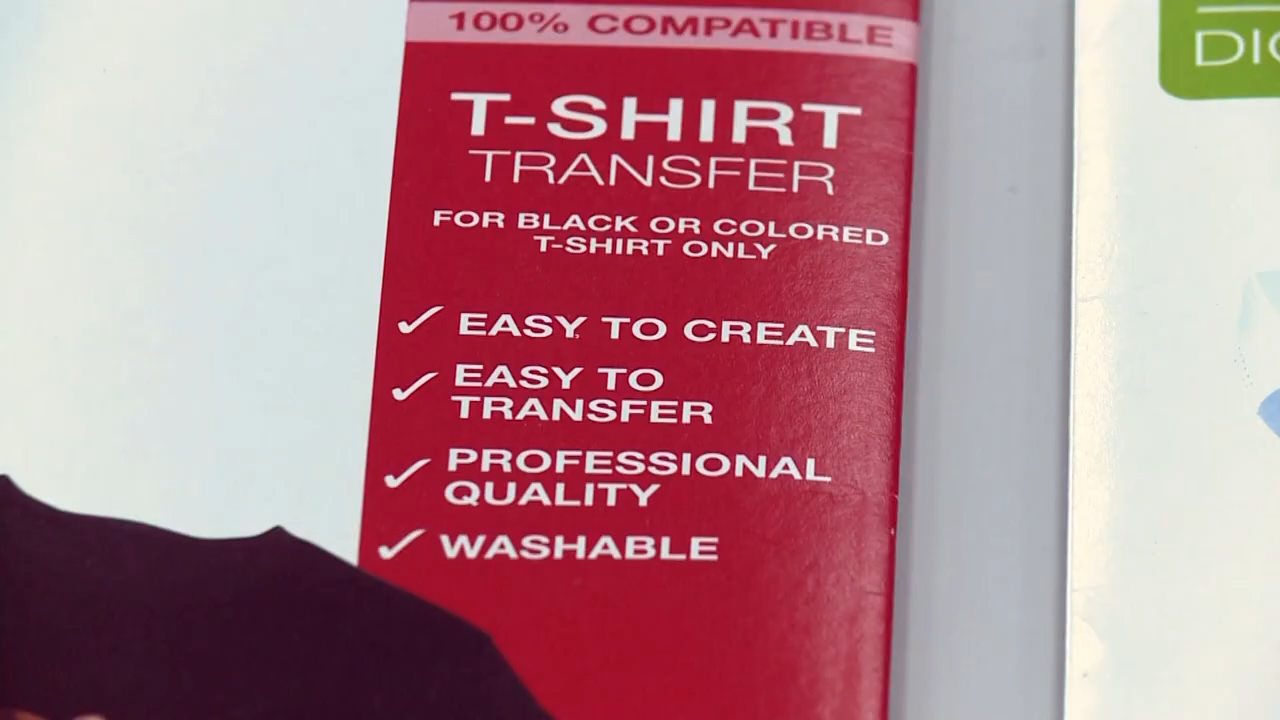 100% COMPATIBLE
T-SHIRT
TRANSFER
FOR BLACK OR COLORED
T-SHIRT ONLY
✓ EASY TO CREATE
✓ EASY TO
TRANSFER
✓ PROFESSIONAL
QUALITY
✓ WASHABLE